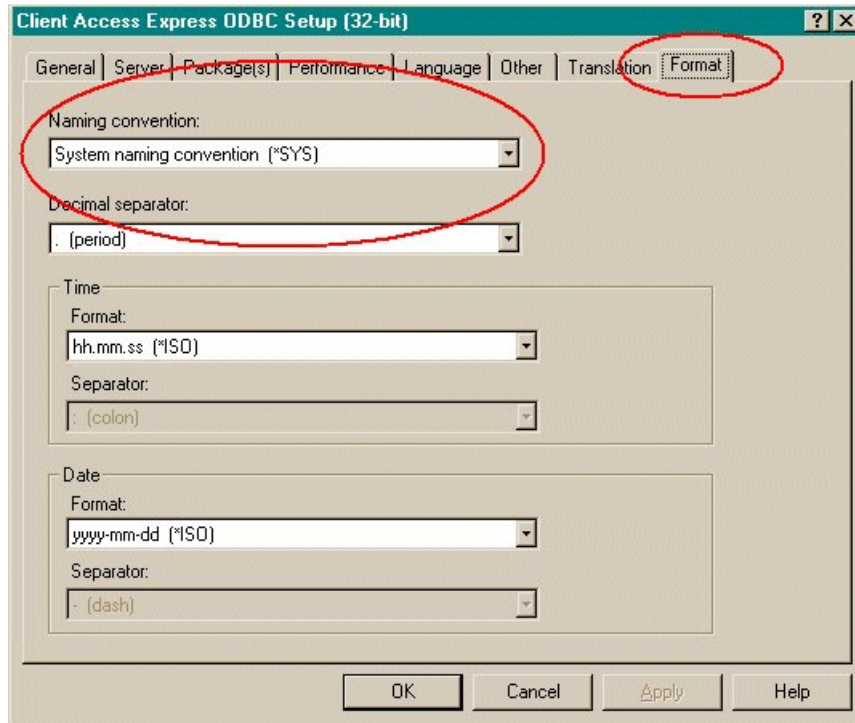 Client Access Express ODBC Setup (32-bit)
General Server Package(s) Performance Language Other Translation Format
Naming convention:
System naming convention (*SYS)
Decimal separator:
. (period)
Time
Format:
hh.mm.ss (*ISO)
Separator:
: (colon)
Date
Format:
yyyy-mm-dd (*ISO)
Separator:
- (dash)
OK Cancel Apply Help